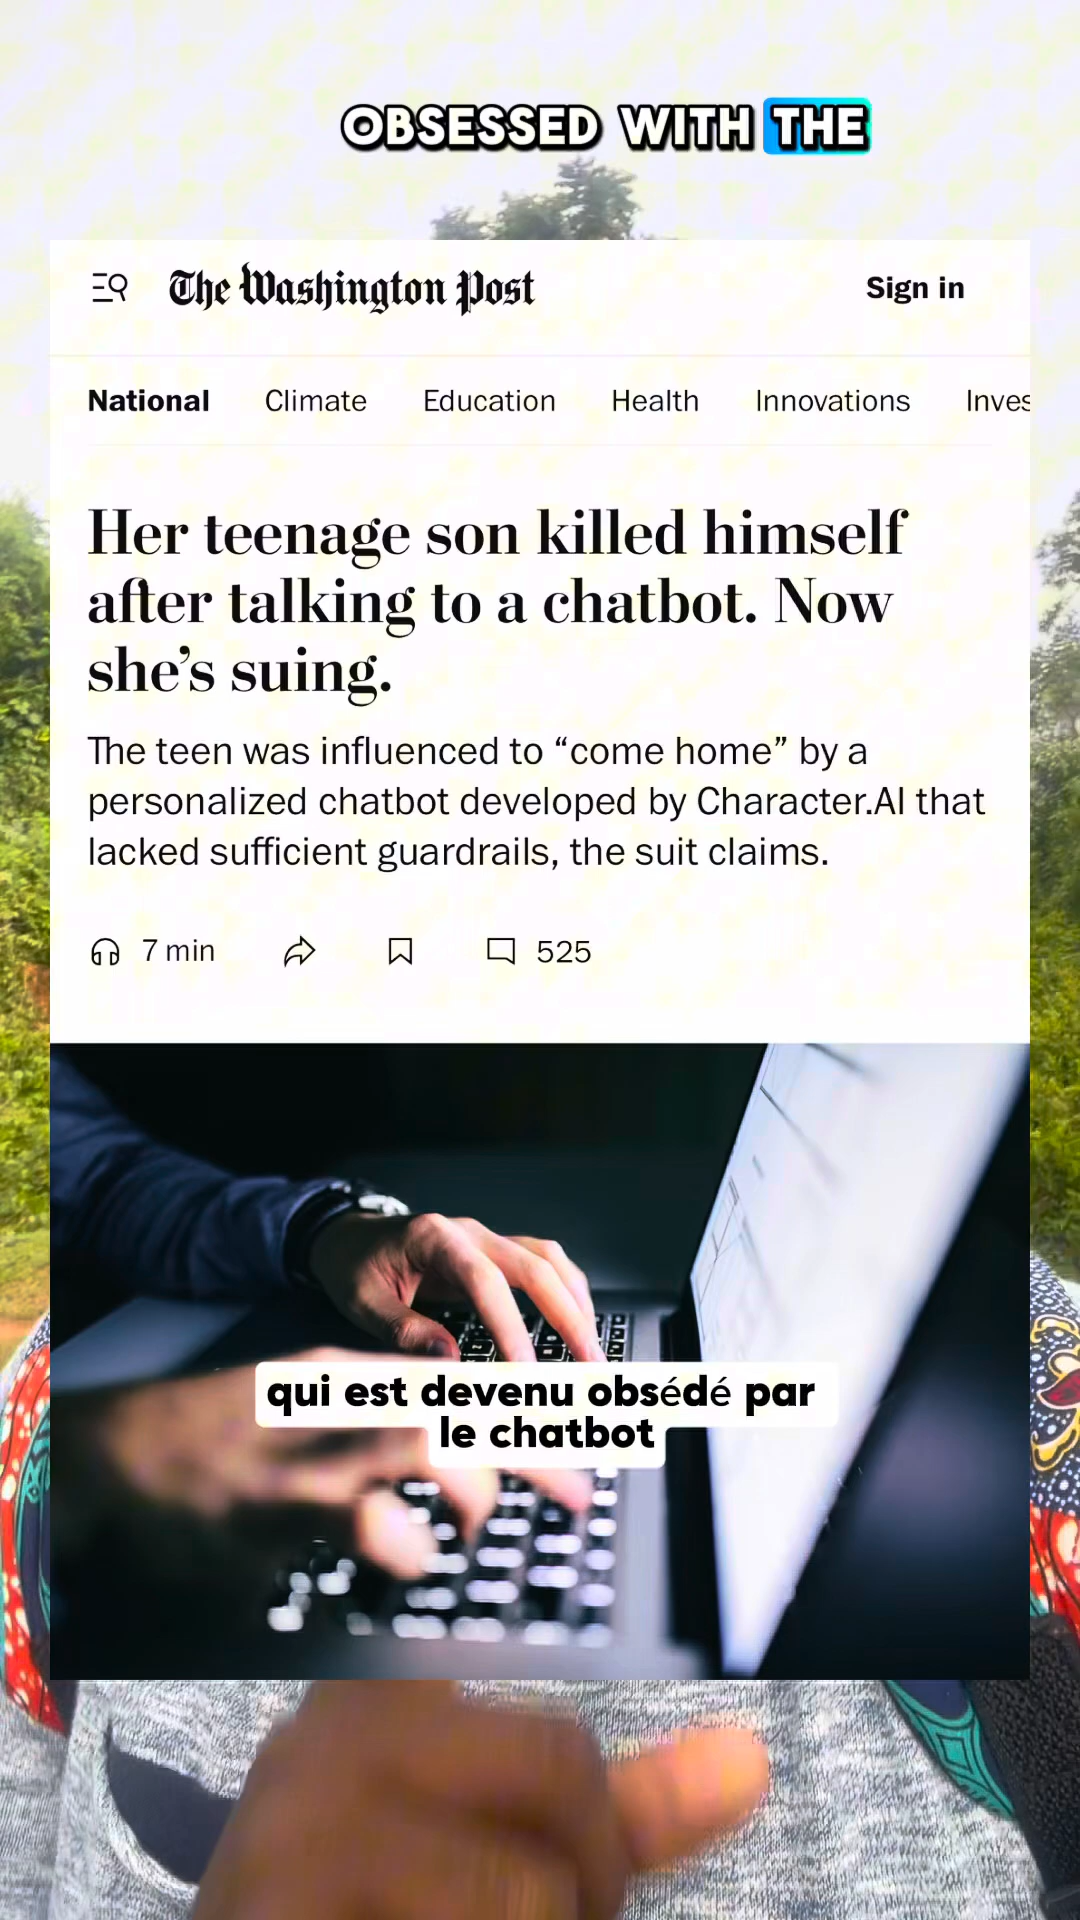 OBSESSED WITH THE
The Washington Post
Sign in
National Climate Education Health Innovations Inves
Her teenage son killed himself
after talking to a chatbot. Now
she’s suing.
The teen was influenced to “come home” by a
personalized chatbot developed by Character.AI that
lacked sufficient guardrails, the suit claims.
7 min 525
qui est devenu obsédé par
le chatbot